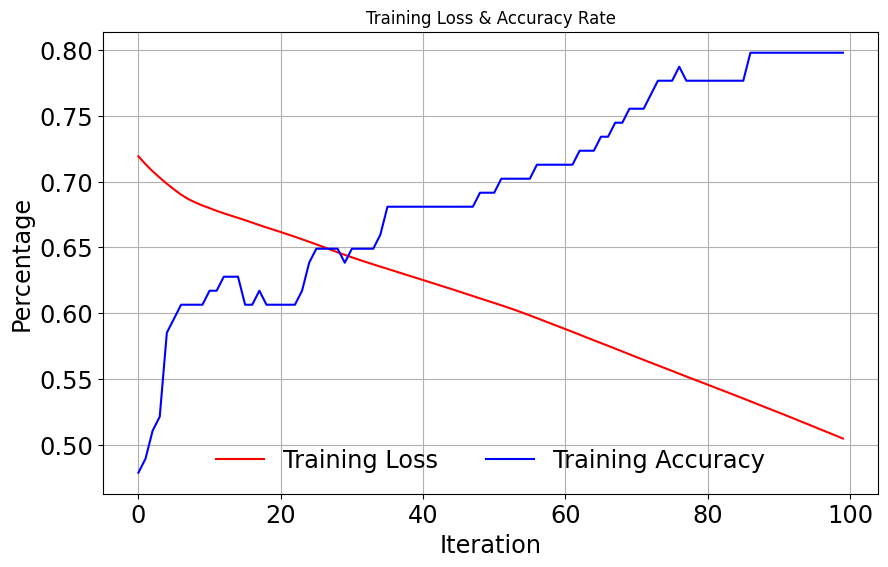 Training Loss & Accuracy Rate
0.80
0.75
0.70
0.65
0.60
0.55
0.50
Percentage
Training Loss
Training Accuracy
0 20 40 60 80 100
Iteration